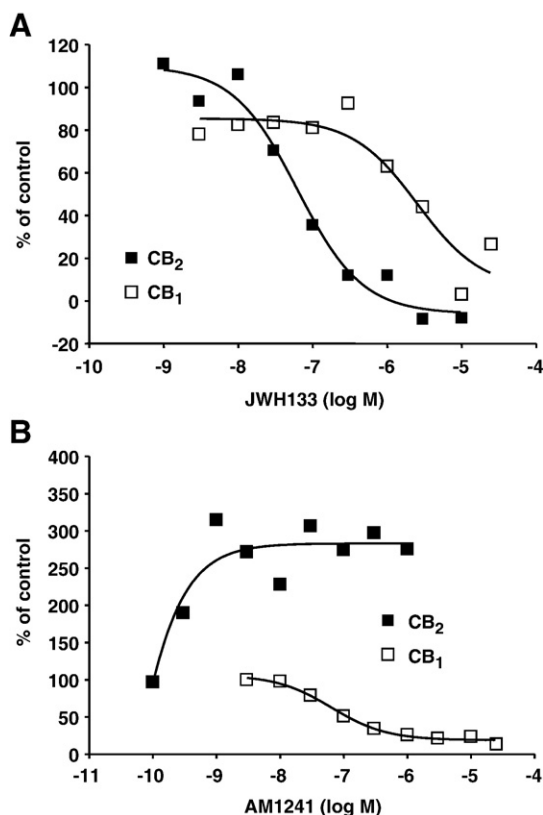 A
120
100
80
60
40
20
0
-20
% of control
CB₂
CB₁
-10 -9 -8 -7 -6 -5 -4
JWH133 (log M)
B
400
350
300
250
200
150
100
50
0
% of control
CB₂
CB₁
-11 -10 -9 -8 -7 -6 -5 -4
AM1241 (log M)